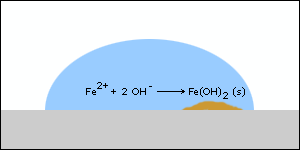 Fe²⁺ + 2 OH⁻ ⟶ Fe(OH)₂ (s)